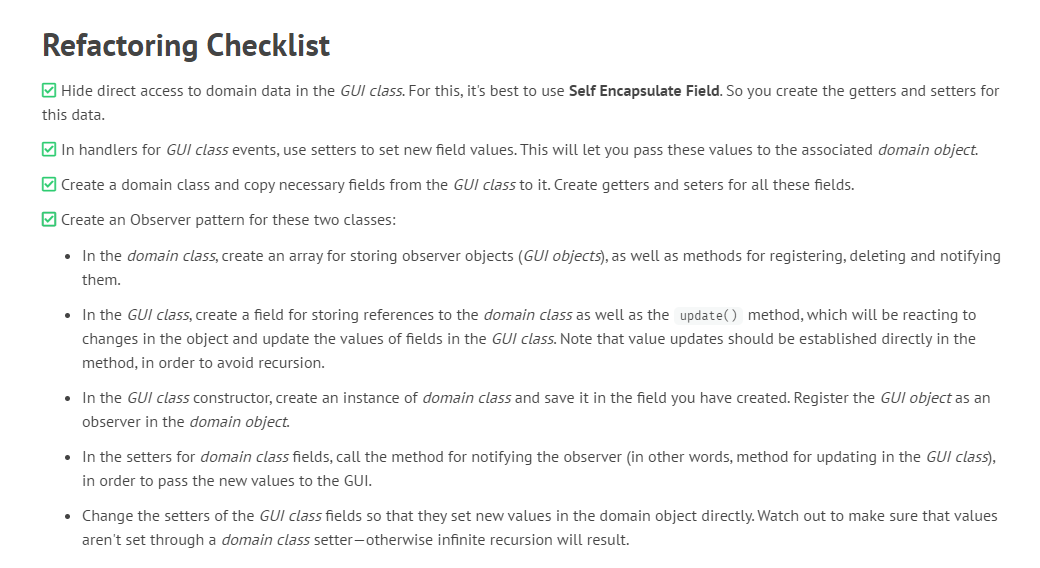 Refactoring Checklist
Hide direct access to domain data in the GUI class. For this, it's best to use Self Encapsulate Field. So you create the getters and setters for
this data.
In handlers for GUI class events, use setters to set new field values. This will let you pass these values to the associated domain object.
Create a domain class and copy necessary fields from the GUI class to it. Create getters and seters for all these fields.
Create an Observer pattern for these two classes:
• In the domain class, create an array for storing observer objects (GUI objects), as well as methods for registering, deleting and notifying
them.
• In the GUI class, create a field for storing references to the domain class as well as the update() method, which will be reacting to
changes in the object and update the values of fields in the GUI class. Note that value updates should be established directly in the
method, in order to avoid recursion.
• In the GUI class constructor, create an instance of domain class and save it in the field you have created. Register the GUI object as an
observer in the domain object.
• In the setters for domain class fields, call the method for notifying the observer (in other words, method for updating in the GUI class),
in order to pass the new values to the GUI.
• Change the setters of the GUI class fields so that they set new values in the domain object directly. Watch out to make sure that values
aren't set through a domain class setter—otherwise infinite recursion will result.